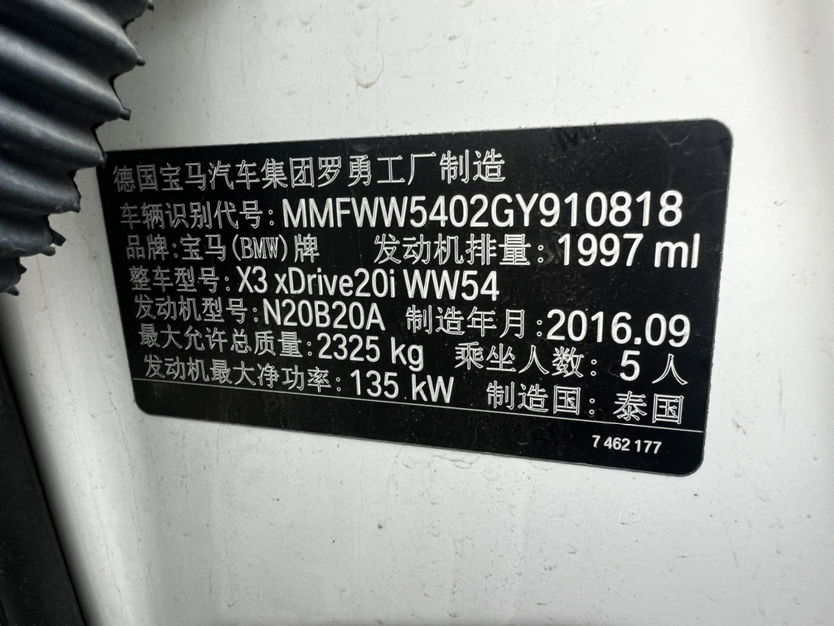 德国宝马汽车集团罗勇工厂制造
车辆识别代号:MMFWW5402GY910818
品牌:宝马(BMW)牌 发动机排量:1997 ml
整车型号:X3 xDrive20i WW54
发动机型号:N20B20A 制造年月:2016.09
最大允许总质量:2325 kg 乘坐人数: 5 人
发动机最大净功率:135 kW 制造国: 泰国
7 462 177